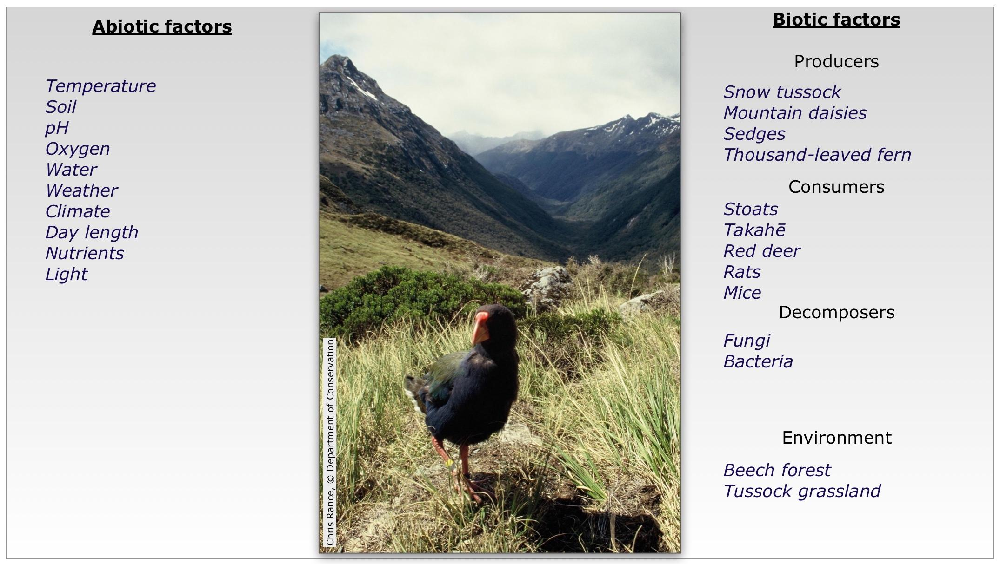 Abiotic factors
Temperature
Soil
pH
Oxygen
Water
Weather
Climate
Day length
Nutrients
Light
Chris Rance, © Department of Conservation
Biotic factors
Producers
Snow tussock
Mountain daisies
Sedges
Thousand-leaved fern
Consumers
Stoats
Takahē
Red deer
Rats
Mice
Decomposers
Fungi
Bacteria
Environment
Beech forest
Tussock grassland